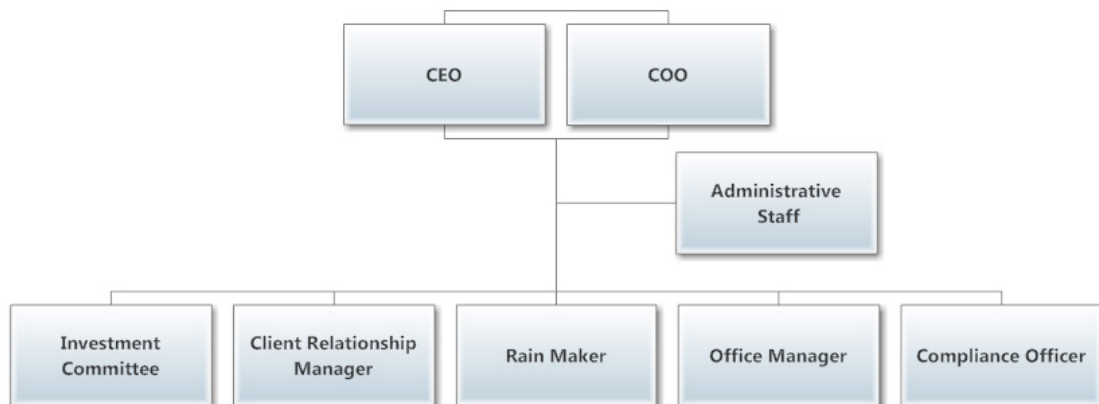 CEO
COO
Administrative
Staff
Investment
Committee
Client Relationship
Manager
Rain Maker
Office Manager
Compliance Officer